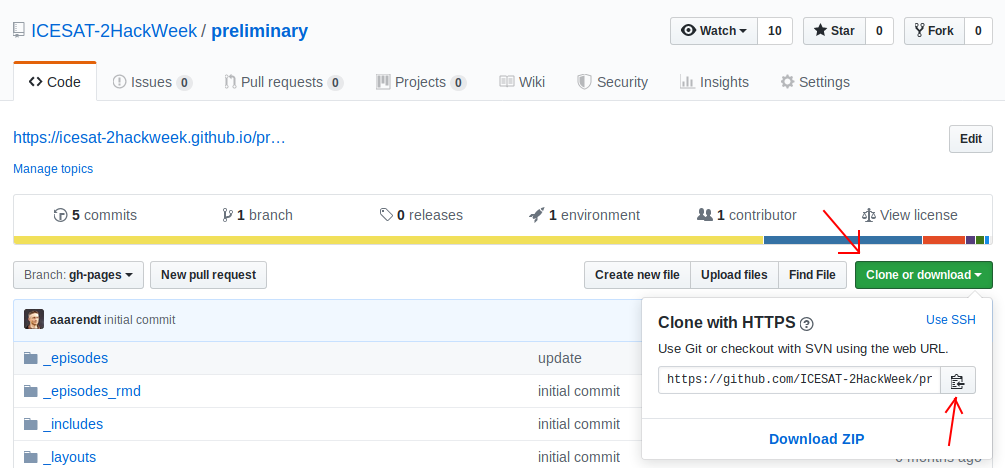 ICESAT-2HackWeek / preliminary
Watch 10 Star 0 Fork 0
Code Issues 0 Pull requests 0 Projects 0 Wiki Security Insights Settings
https://icesat-2hackweek.github.io/pr… Edit
Manage topics
5 commits 1 branch 0 releases 1 environment 1 contributor View license
Branch: gh-pages New pull request Create new file Upload files Find File Clone or download
aaarendt initial commit
Clone with HTTPS Use SSH
_episodes update
Use Git or checkout with SVN using the web URL.
_episodes_rmd initial commit
https://github.com/ICESAT-2HackWeek/pr
_includes initial commit
Download ZIP
_layouts initial commit